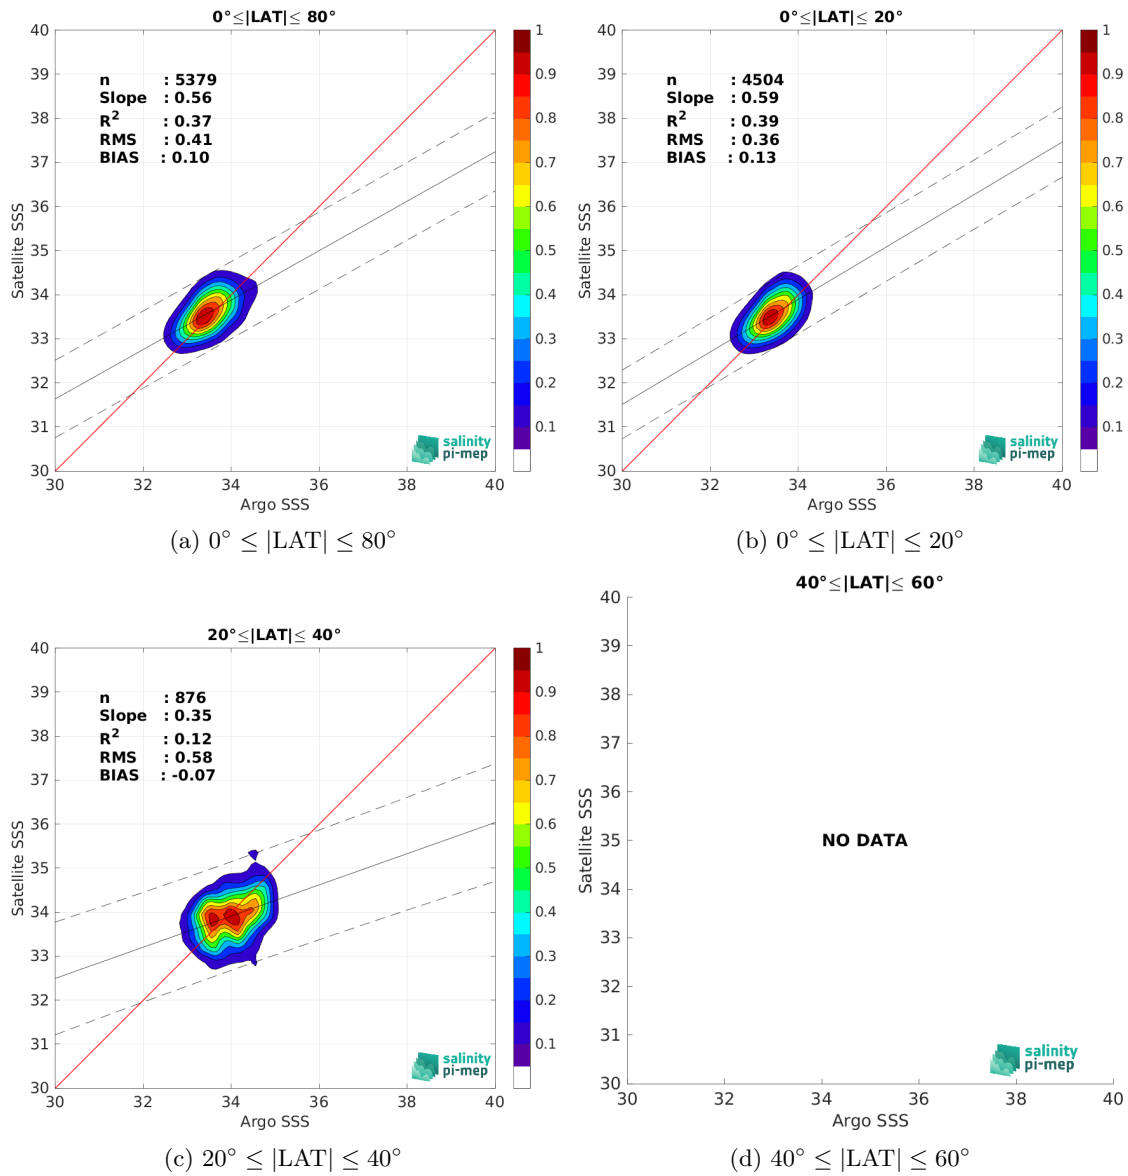 0°≤|LAT|≤ 80°
n : 5379
Slope : 0.56
R2 : 0.37
RMS : 0.41
BIAS : 0.10
40
39
38
37
36
35
34
33
32
31
30
30 32 34 36 38 40
Satellite SSS
Argo SSS
1
0.9
0.8
0.7
0.6
0.5
0.4
0.3
0.2
0.1
salinity
pi-mep
(a) 0° ≤ |LAT| ≤ 80°
0°≤|LAT|≤ 20°
n : 4504
Slope : 0.59
R2 : 0.39
RMS : 0.36
BIAS : 0.13
40
39
38
37
36
35
34
33
32
31
30
30 32 34 36 38 40
Satellite SSS
Argo SSS
1
0.9
0.8
0.7
0.6
0.5
0.4
0.3
0.2
0.1
salinity
pi-mep
(b) 0° ≤ |LAT| ≤ 20°
20°≤|LAT|≤ 40°
n : 876
Slope : 0.35
R2 : 0.12
RMS : 0.58
BIAS : -0.07
40
39
38
37
36
35
34
33
32
31
30
30 32 34 36 38 40
Satellite SSS
Argo SSS
1
0.9
0.8
0.7
0.6
0.5
0.4
0.3
0.2
0.1
salinity
pi-mep
(c) 20° ≤ |LAT| ≤ 40°
40°≤|LAT|≤ 60°
NO DATA
40
39
38
37
36
35
34
33
32
31
30
30 32 34 36 38 40
Satellite SSS
Argo SSS
salinity
pi-mep
(d) 40° ≤ |LAT| ≤ 60°